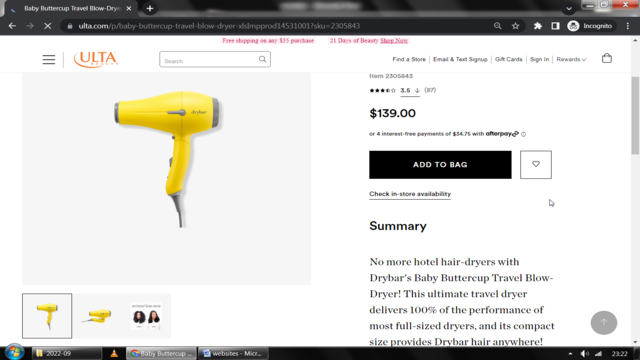 Baby Buttercup Travel Blow-Drye
Incognito
ulta.com/p/baby-buttercup-travel-blow-dryer-xlsImpprod14531001?sku=2305843
Free shipping on any $35 purchase 21 Days of Beauty Shop Now
ULTA
BEAUTY
Search
Find a Store
Email & Text Signup
Gift Cards
Sign In
Rewards
Item 2305843
3.5 (87)
drybar
$139.00
or 4 interest-free payments of $34.75 with afterpay
ADD TO BAG
Check in-store availability
Summary
No more hotel hair-dryers with
Drybar's Baby Buttercup Travel Blow-
Dryer! This ultimate travel dryer
delivers 100% of the performance of
most full-sized dryers, and its compact
size provides Drybar hair anywhere!
2022-09
Baby Buttercup ...
websites - Micr...
23:22